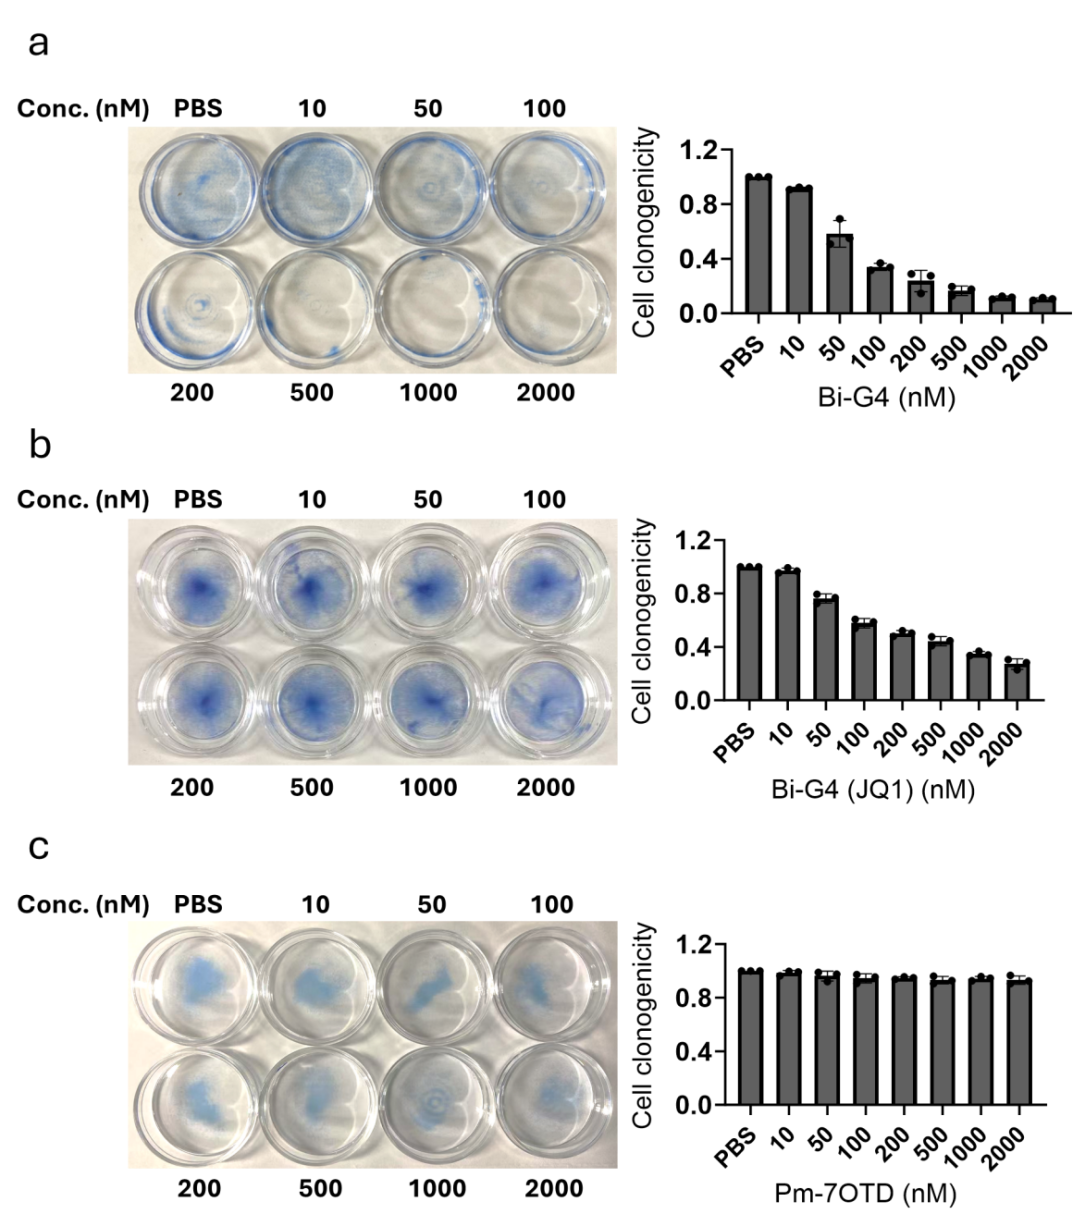 a
Conc. (nM) PBS 10 50 100
200 500 1000 2000
Cell clonogenicity
1.2
0.8
0.4
0.0
PBS 10 50 100 200 500 1000 2000
Bi-G4 (nM)
b
Conc. (nM) PBS 10 50 100
200 500 1000 2000
Cell clonogenicity
1.2
0.8
0.4
0.0
PBS 10 50 100 200 500 1000 2000
Bi-G4 (JQ1) (nM)
c
Conc. (nM) PBS 10 50 100
200 500 1000 2000
Cell clonogenicity
1.2
0.8
0.4
0.0
PBS 10 50 100 200 500 1000 2000
Pm-7OTD (nM)